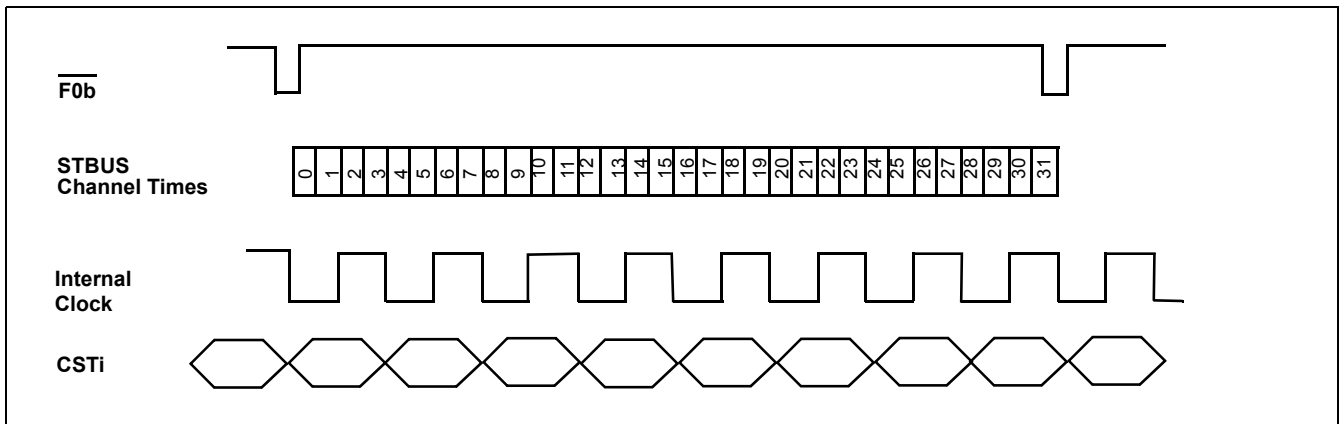 F0b
STBUS
Channel Times
0 1 2 3 4 5 6 7 8 9 10 11 12 13 14 15 16 17 18 19 20 21 22 23 24 25 26 27 28 29 30 31
Internal
Clock
CSTi